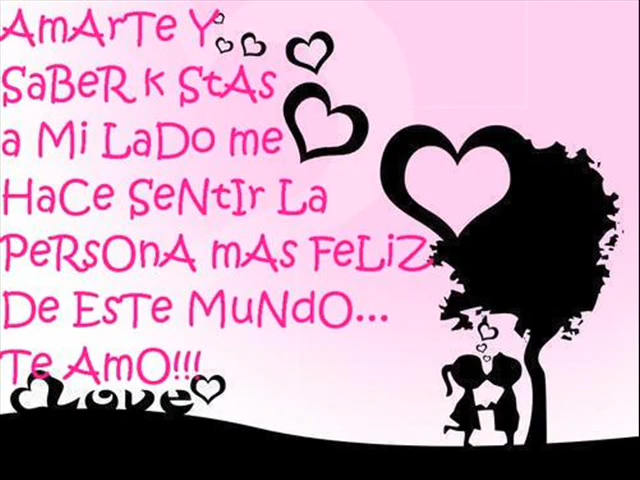 AmArTe Y
SaBeR k StAs
a Mi LaDo me
HaCe SeNtIr La
PeRsOnA mAs FeLiZ
De EsTe MuNdO...
Te AmO!!!
Love